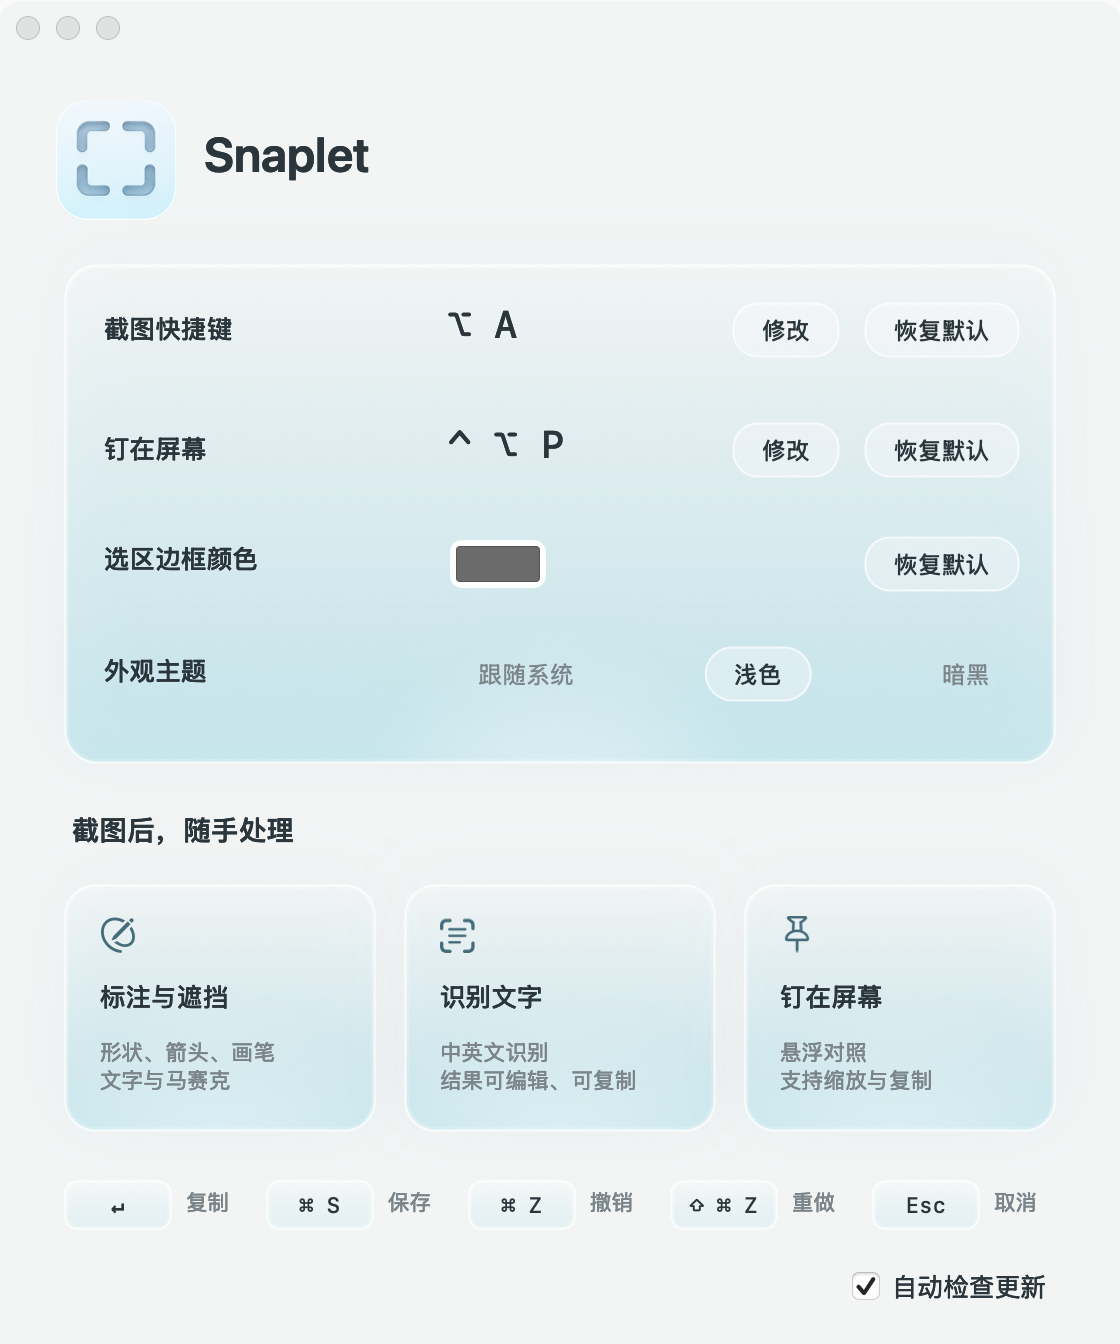 Snaplet
截图快捷键 ⌥ A 修改 恢复默认
钉在屏幕 ^ ⌥ P 修改 恢复默认
选区边框颜色 恢复默认
外观主题 跟随系统 浅色 暗黑
截图后，随手处理
标注与遮挡
形状、箭头、画笔
文字与马赛克
识别文字
中英文识别
结果可编辑、可复制
钉在屏幕
悬浮对照
支持缩放与复制
↵ 复制 ⌘ S 保存 ⌘ Z 撤销 ⇧ ⌘ Z 重做 Esc 取消
自动检查更新